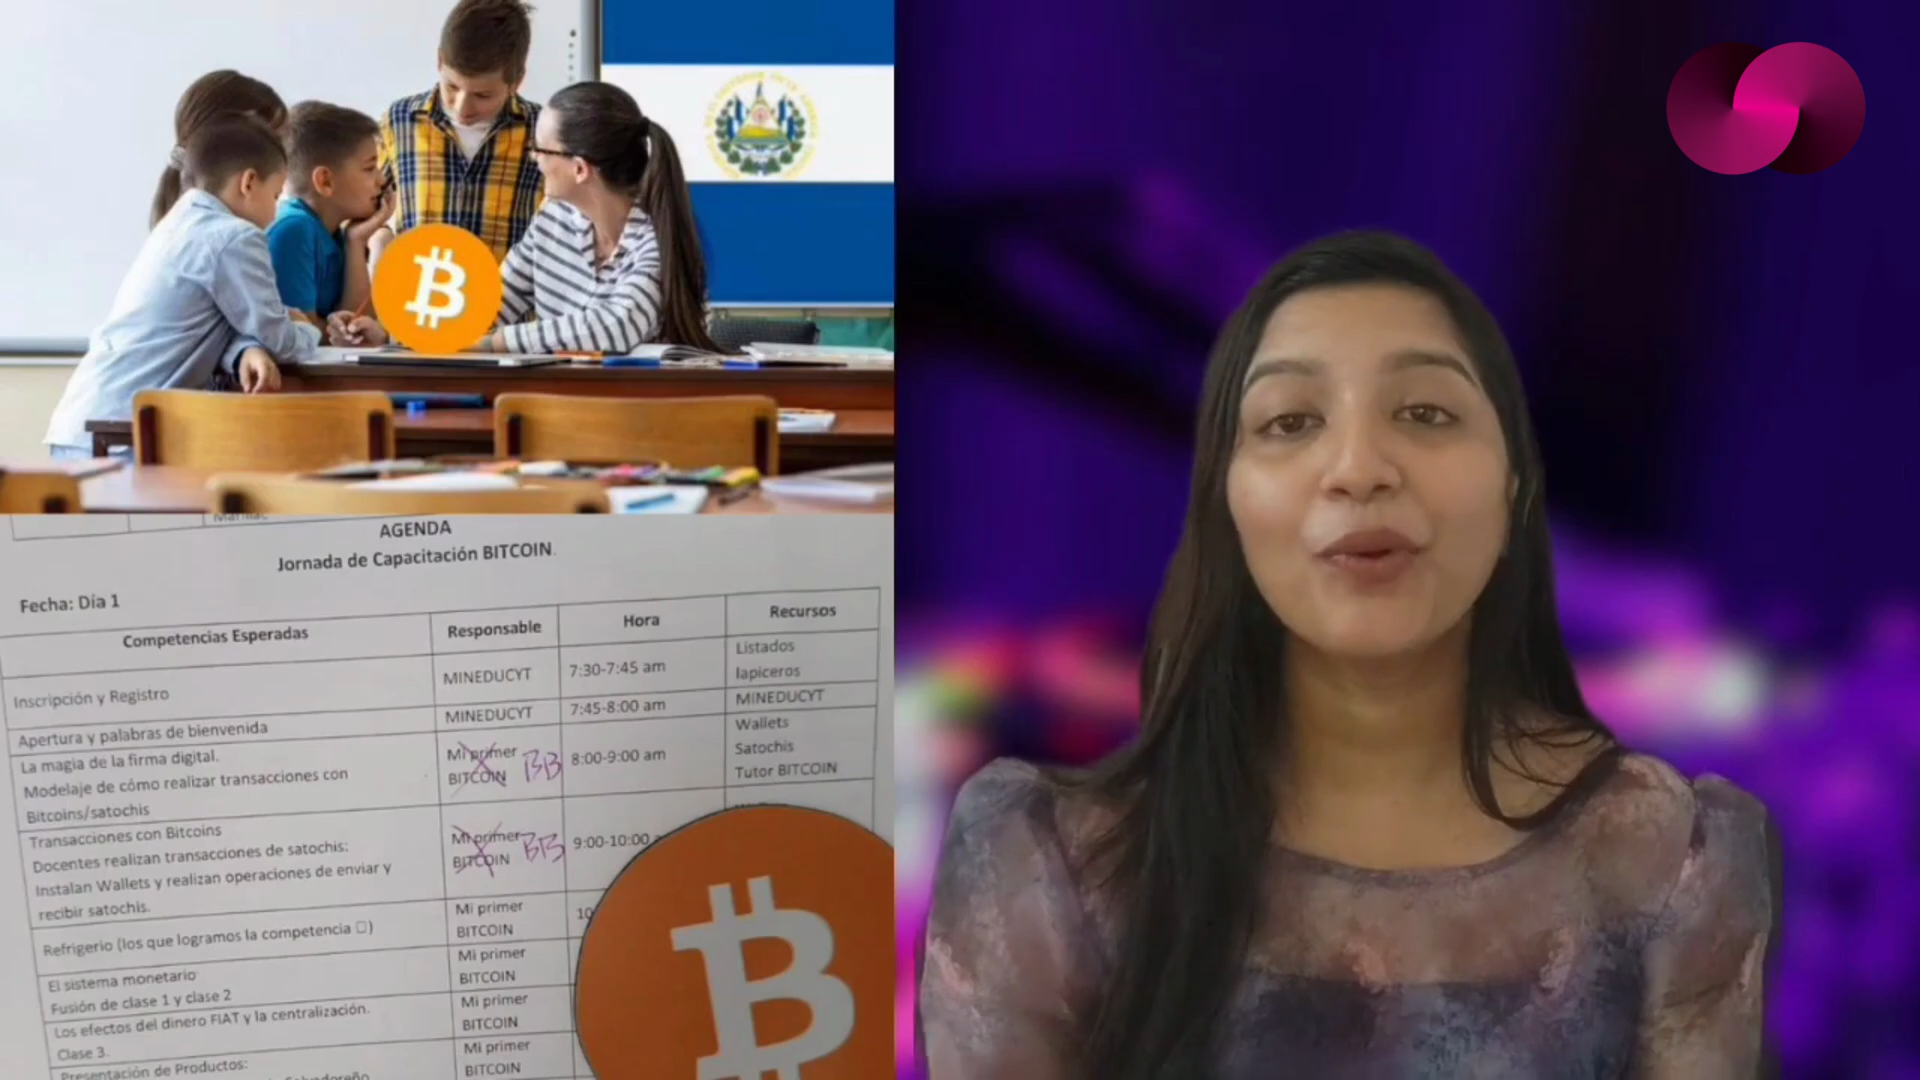 AGENDA
Jornada de Capacitación BITCOIN.
Fecha: Día 1
Competencias Esperadas
Responsable
Hora
Recursos
Inscripción y Registro
MINEDUCYT
7:30-7:45 am
Listados
lapiceros
Apertura y palabras de bienvenida
MINEDUCYT
7:45-8:00 am
MINEDUCYT
La magia de la firma digital.
Modelaje de cómo realizar transacciones con
Bitcoins/satochis
Mi primer
BITCOIN
BB
8:00-9:00 am
Wallets
Satochis
Tutor BITCOIN
Transacciones con Bitcoins
Docentes realizan transacciones de satochis:
Instalan Wallets y realizan operaciones de enviar y
recibir satochis.
Mi primer
BITCOIN
BB
9:00-10:00
Refrigerio (los que logramos la competencia )
Mi primer
BITCOIN
10
El sistema monetario
Fusión de clase 1 y clase 2
Mi primer
BITCOIN
Los efectos del dinero FIAT y la centralización.
Clase 3.
Mi primer
BITCOIN
Presentación de Productos:
Mi primer
BITCOIN